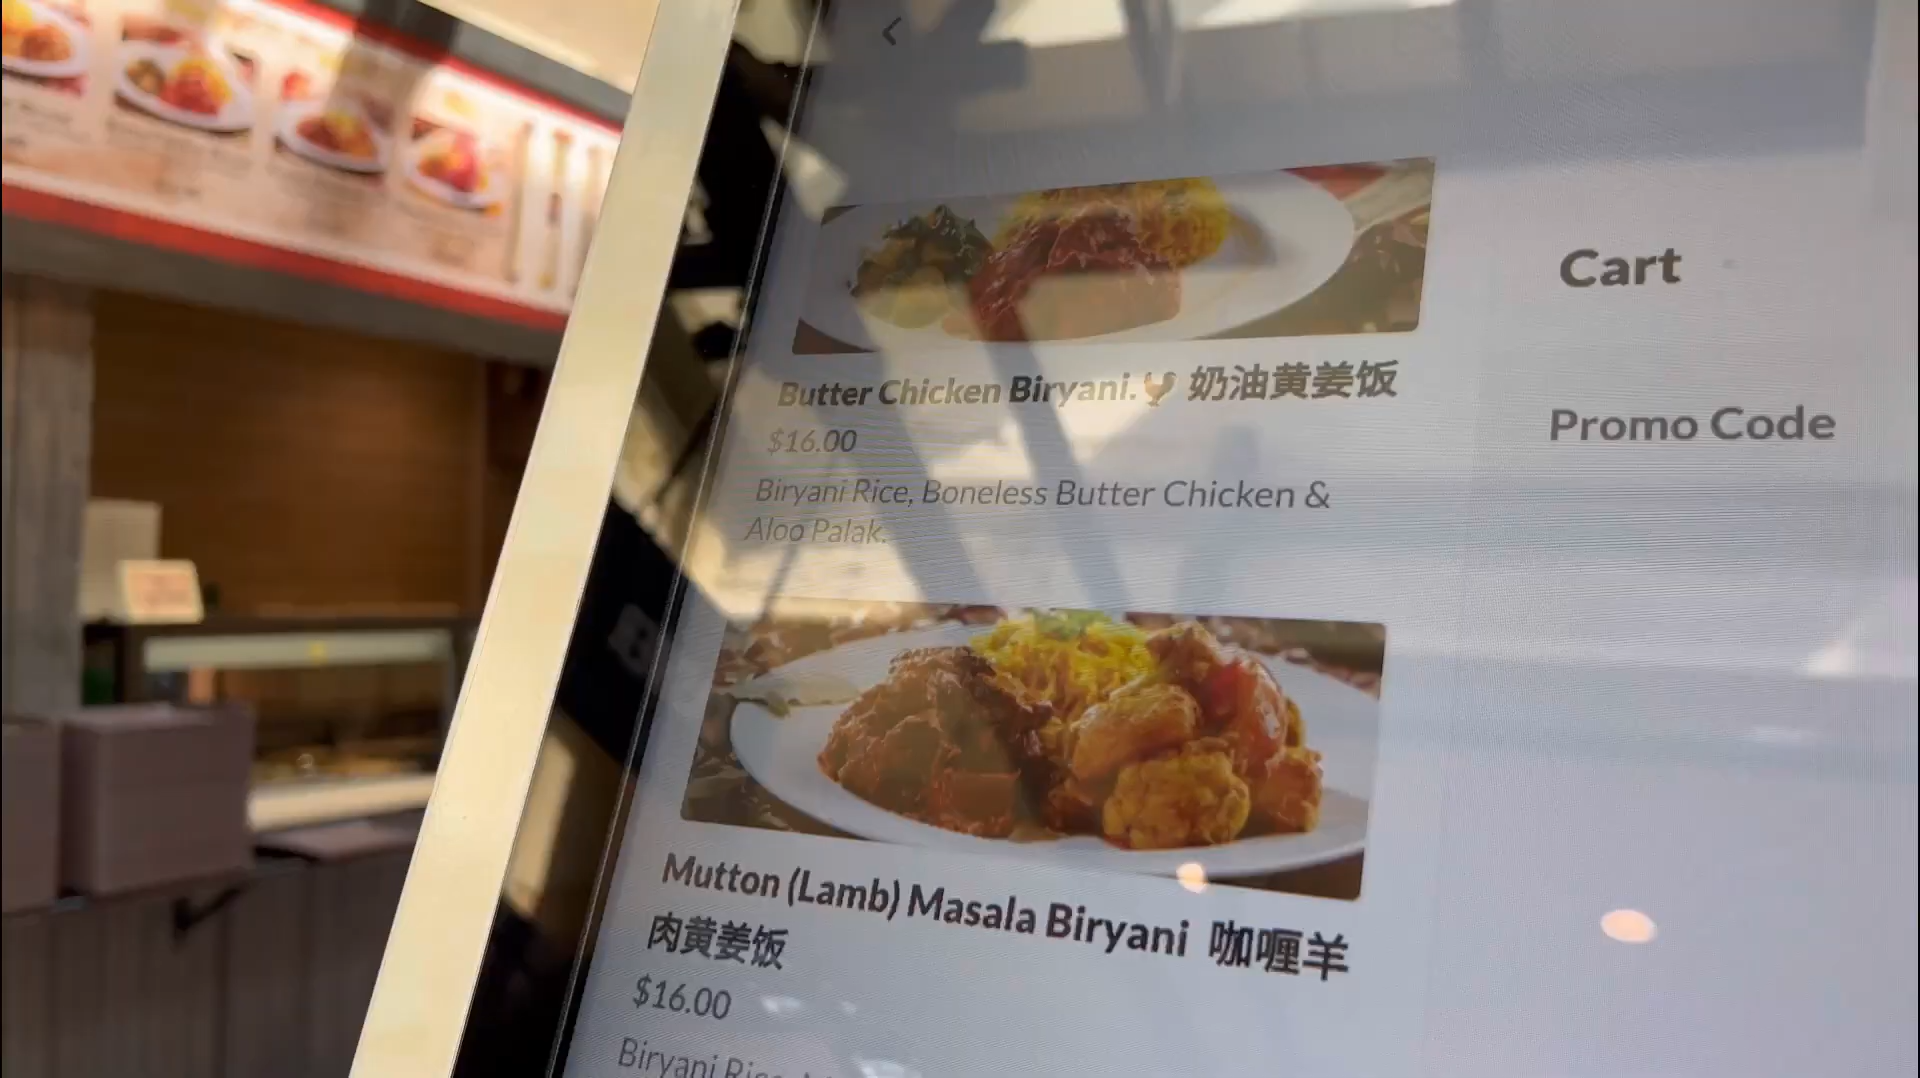 Butter Chicken Biryani. 奶油黄姜饭
$16.00
Biryani Rice, Boneless Butter Chicken &
Aloo Palak.
Mutton (Lamb) Masala Biryani 咖喱羊
肉黄姜饭
$16.00
Biryani
Cart
Promo Code